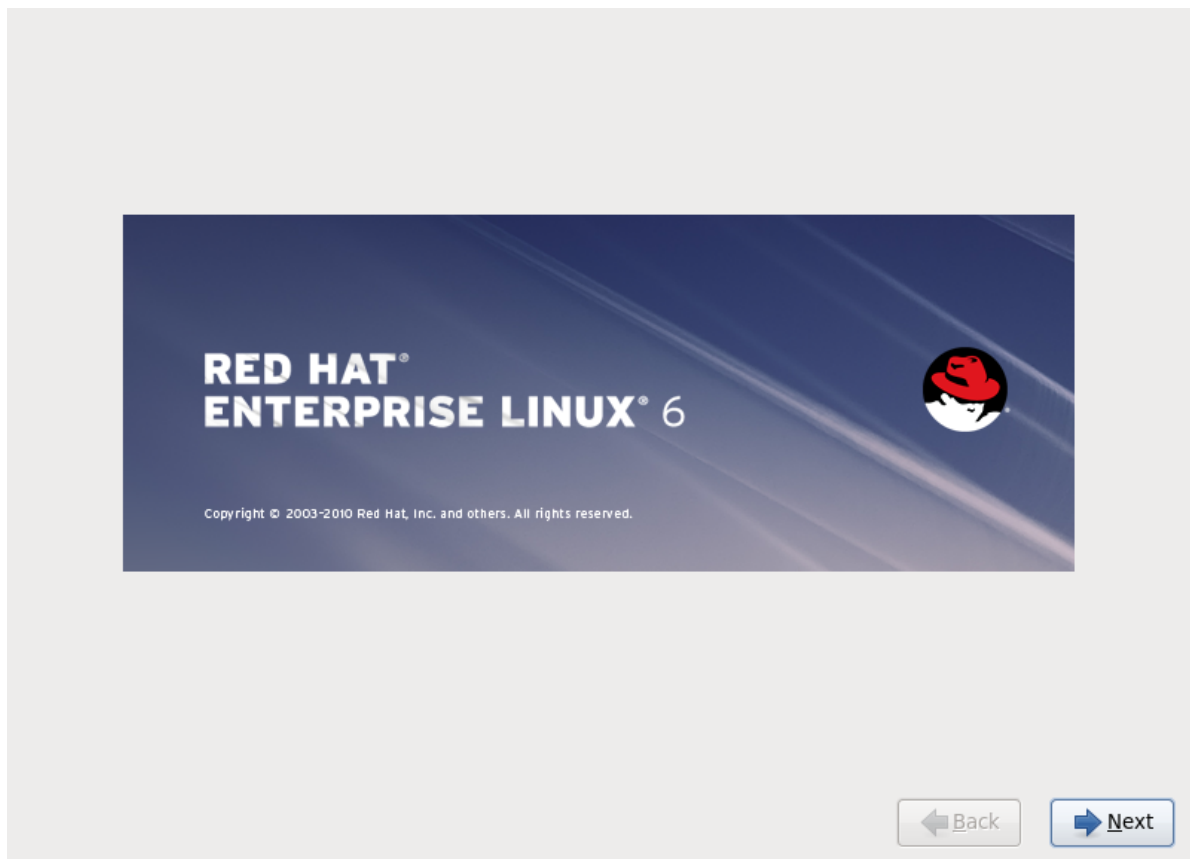 RED HAT®
ENTERPRISE LINUX® 6
Copyright © 2003-2010 Red Hat, Inc. and others. All rights reserved.
Back
Next